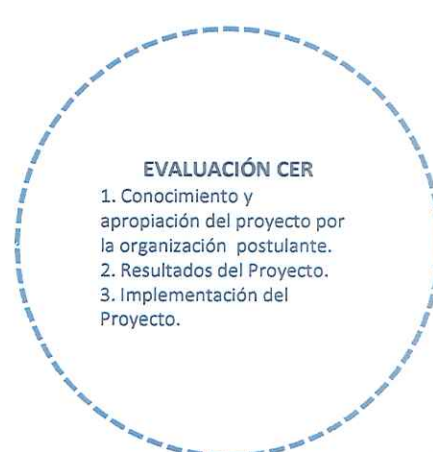 EVALUACIÓN CER
1. Conocimiento y
apropiación del proyecto por
la organización postulante.
2. Resultados del Proyecto.
3. Implementación del
Proyecto.